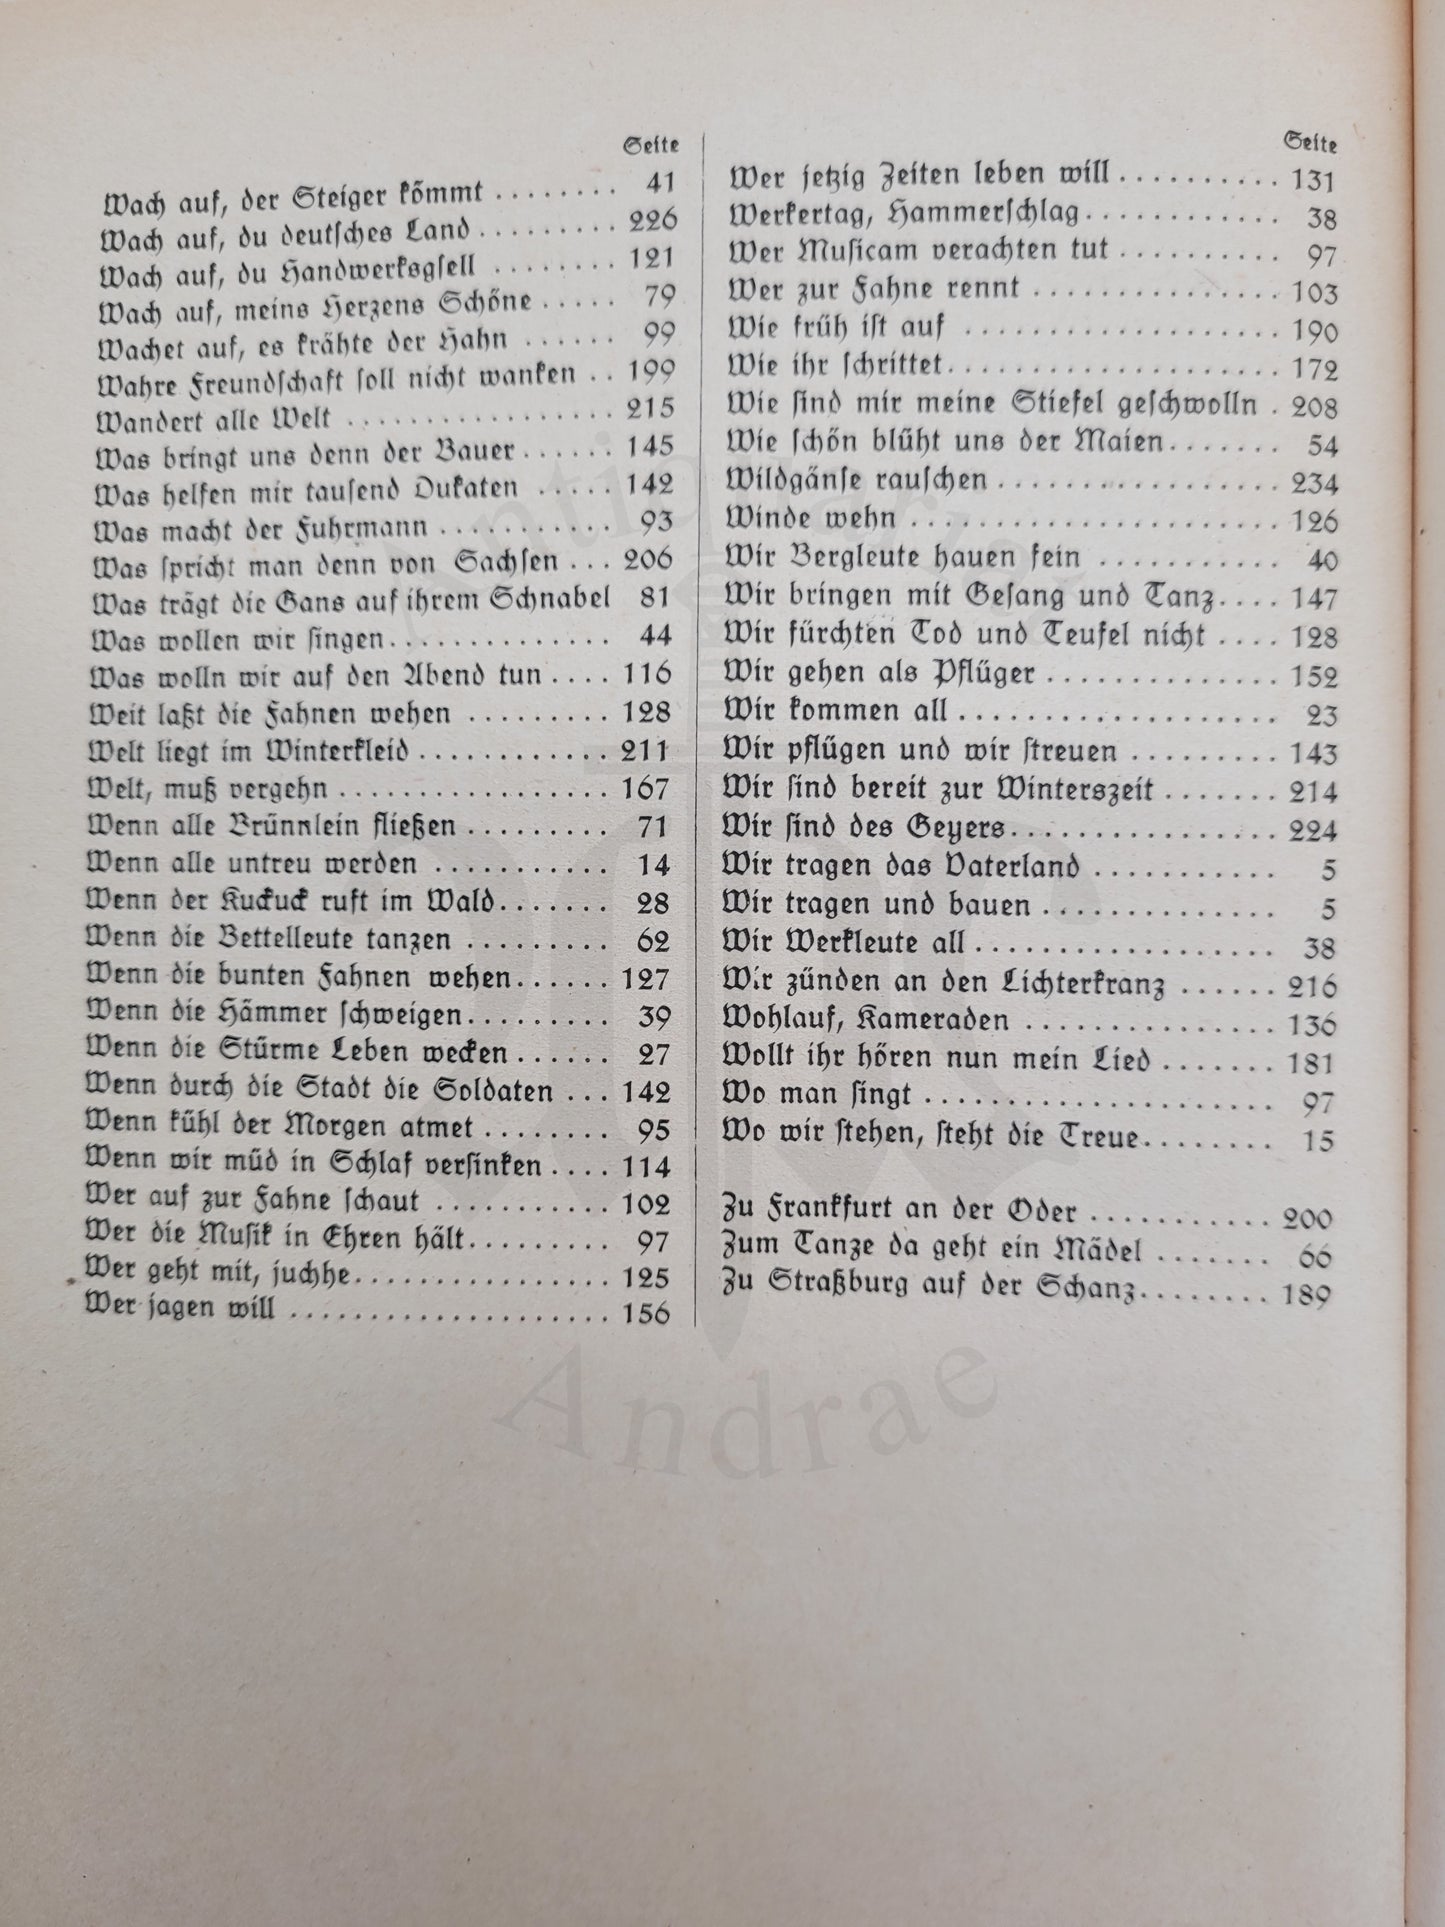 Seite
Wach auf, der Steiger kömmt ........ 41
Wach auf, du deutsches Land ......... 226
Wach auf, du Handwerksgsell ........ 121
Wach auf, meins Herzens Schöne ..... 79
Wachet auf, es krähte der Hahn ...... 99
Wahre Freundschaft soll nicht wanken .. 199
Wandert alle Welt ................. 215
Was bringt uns denn der Bauer ...... 145
Was helfen mir tausend Dukaten ..... 142
Was macht der Fuhrmann ........... 93
Was spricht man denn von Sachsen ... 206
Was trägt die Gans auf ihrem Schnabel 81
Was wollen wir singen.............. 44
Was wolln wir auf den Abend tun .... 116
Weit laßt die Fahnen wehen ......... 128
Welt liegt im Winterkleid ............ 211
Welt, muß vergehn ................. 167
Wenn alle Brünnlein fließen ......... 71
Wenn alle untreu werden ........... 14
Wenn der Kuckuck ruft im Wald....... 28
Wenn die Bettelleute tanzen ......... 62
Wenn die bunten Fahnen wehen...... 127
Wenn die Hämmer schweigen......... 39
Wenn die Stürme Leben wecken ...... 27
Wenn durch die Stadt die Soldaten ... 142
Wenn kühl der Morgen atmet ........ 95
Wenn wir müd in Schlaf versinken .... 114
Wer auf zur Fahne schaut ........... 102
Wer die Musik in Ehren hält......... 97
Wer geht mit, juchhe................ 125
Wer jagen will .................... 156
Seite
Wer jetzig Zeiten leben will .......... 131
Werkertag, Hammerschlag............ 38
Wer Musicam verachten tut .......... 97
Wer zur Fahne rennt ............... 103
Wie früh ist auf ................... 190
Wie ihr schrittet.................... 172
Wie sind mir meine Stiefel geschwolln . 208
Wie schön blüht uns der Maien....... 54
Wildgänse rauschen ................. 234
Winde wehn ...................... 126
Wir Bergleute hauen fein ........... 40
Wir bringen mit Gesang und Tanz.... 147
Wir fürchten Tod und Teufel nicht .... 128
Wir gehen als Pflüger .............. 152
Wir kommen all ................... 23
Wir pflügen und wir streuen ......... 143
Wir sind bereit zur Winterszeit ....... 214
Wir sind des Geyers................ 224
Wir tragen das Vaterland ........... 5
Wir tragen und bauen .............. 5
Wir Werkleute all .................. 38
Wir zünden an den Lichterkranz ...... 216
Wohlauf, Kameraden ............... 136
Wollt ihr hören nun mein Lied ....... 181
Wo man singt ..................... 97
Wo wir stehen, steht die Treue........ 15
Zu Frankfurt an der Oder ........... 200
Zum Tanze da geht ein Mädel ....... 66
Zu Straßburg auf der Schanz........ 189
Andrae